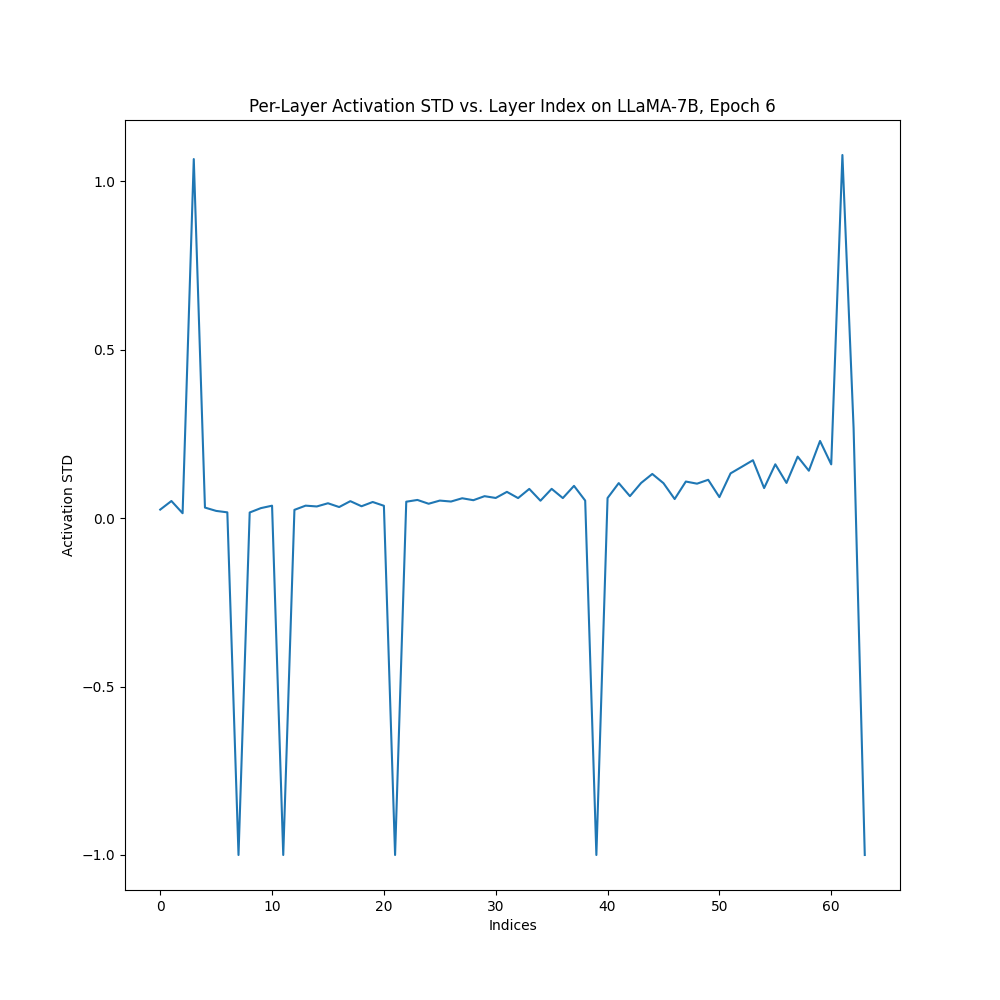 Per-Layer Activation STD vs. Layer Index on LLaMA-7B, Epoch 6
1.0
0.5
0.0
−0.5
−1.0
Activation STD
0 10 20 30 40 50 60
Indices